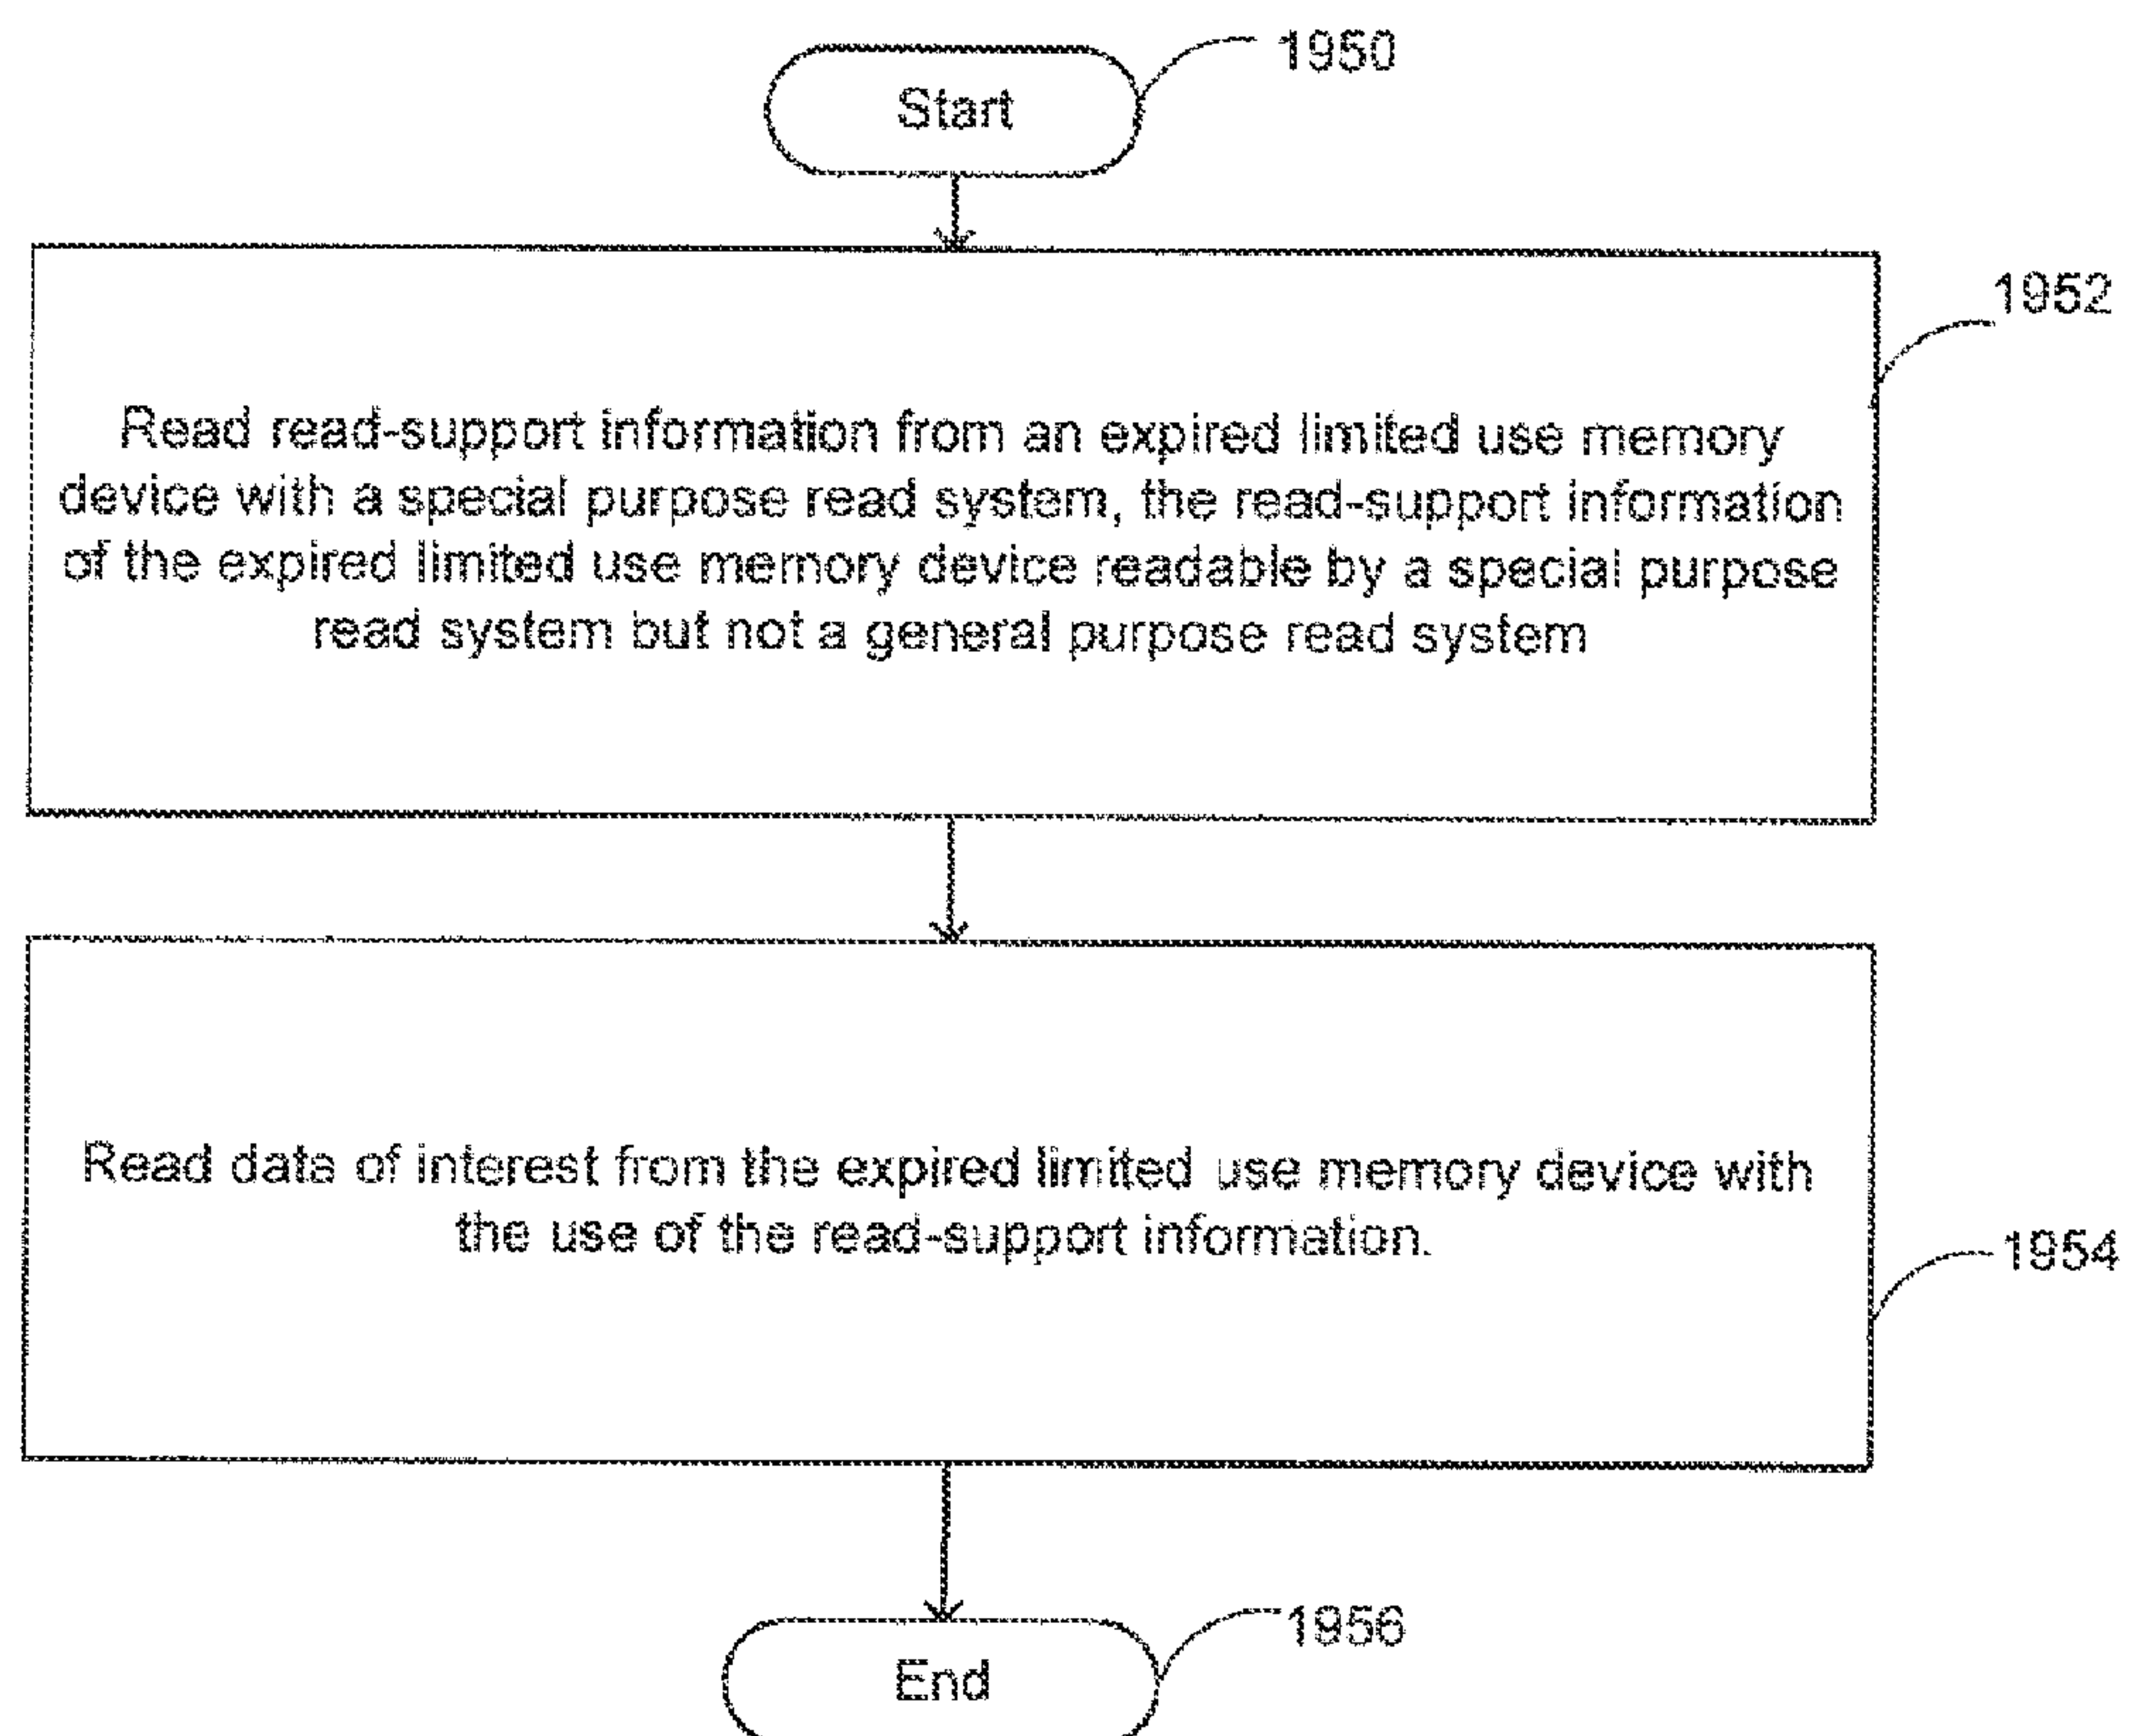 1950
Start
1952
Read read-support information from an expired limited use memory
device with a special purpose read system, the read-support information
of the expired limited use memory device readable by a special purpose
read system but not a general purpose read system
Read data of interest from the expired limited use memory device with
the use of the read-support information.
1954
1956
End